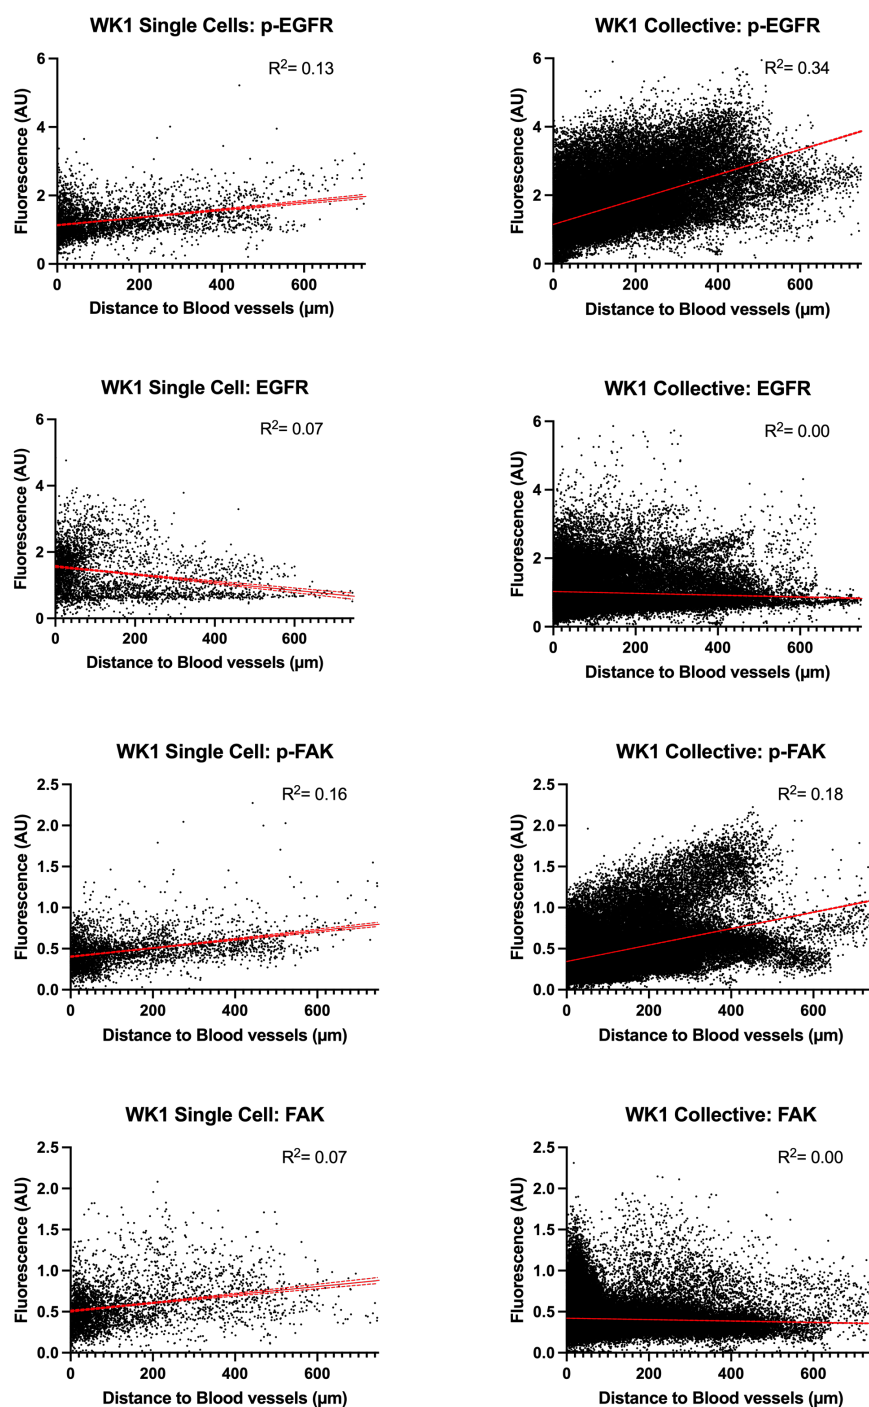 WK1 Single Cells: p-EGFR
R²= 0.13
Fluorescence (AU)
6
4
2
0
0 200 400 600
Distance to Blood vessels (µm)
WK1 Collective: p-EGFR
R²= 0.34
Fluorescence (AU)
6
4
2
0
0 200 400 600
Distance to Blood vessels (µm)
WK1 Single Cell: EGFR
R²= 0.07
Fluorescence (AU)
6
4
2
0
0 200 400 600
Distance to Blood vessels (µm)
WK1 Collective: EGFR
R²= 0.00
Fluorescence (AU)
6
4
2
0
0 200 400 600
Distance to Blood vessels (µm)
WK1 Single Cell: p-FAK
R²= 0.16
Fluorescence (AU)
2.5
2.0
1.5
1.0
0.5
0.0
0 200 400 600
Distance to Blood vessels (µm)
WK1 Collective: p-FAK
R²= 0.18
Fluorescence (AU)
2.5
2.0
1.5
1.0
0.5
0.0
0 200 400 600
Distance to Blood vessels (µm)
WK1 Single Cell: FAK
R²= 0.07
Fluorescence (AU)
2.5
2.0
1.5
1.0
0.5
0.0
0 200 400 600
Distance to Blood vessels (µm)
WK1 Collective: FAK
R²= 0.00
Fluorescence (AU)
2.5
2.0
1.5
1.0
0.5
0.0
0 200 400 600
Distance to Blood vessels (µm)